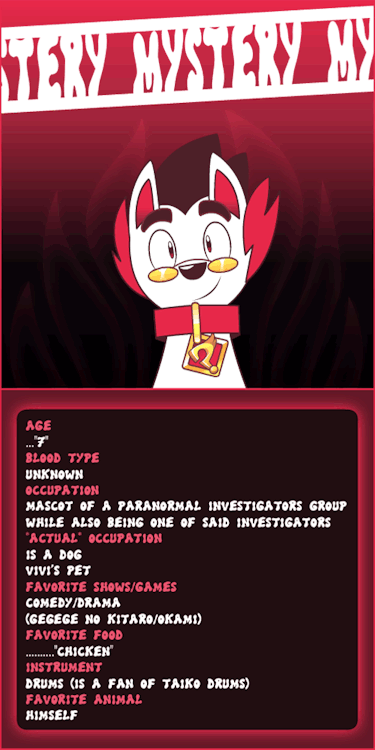 STERY MYSTERY MY
AGE
..."7"
BLOOD TYPE
UNKNOWN
OCCUPATION
MASCOT OF A PARANORMAL INVESTIGATORS GROUP
WHILE ALSO BEING ONE OF SAID INVESTIGATORS
"ACTUAL" OCCUPATION
IS A DOG
VIVI'S PET
FAVORITE SHOWS/GAMES
COMEDY/DRAMA
(GEGEGE NO KITARO/OKAMI)
FAVORITE FOOD
.........."CHICKEN"
INSTRUMENT
DRUMS (IS A FAN OF TAIKO DRUMS)
FAVORITE ANIMAL
HIMSELF